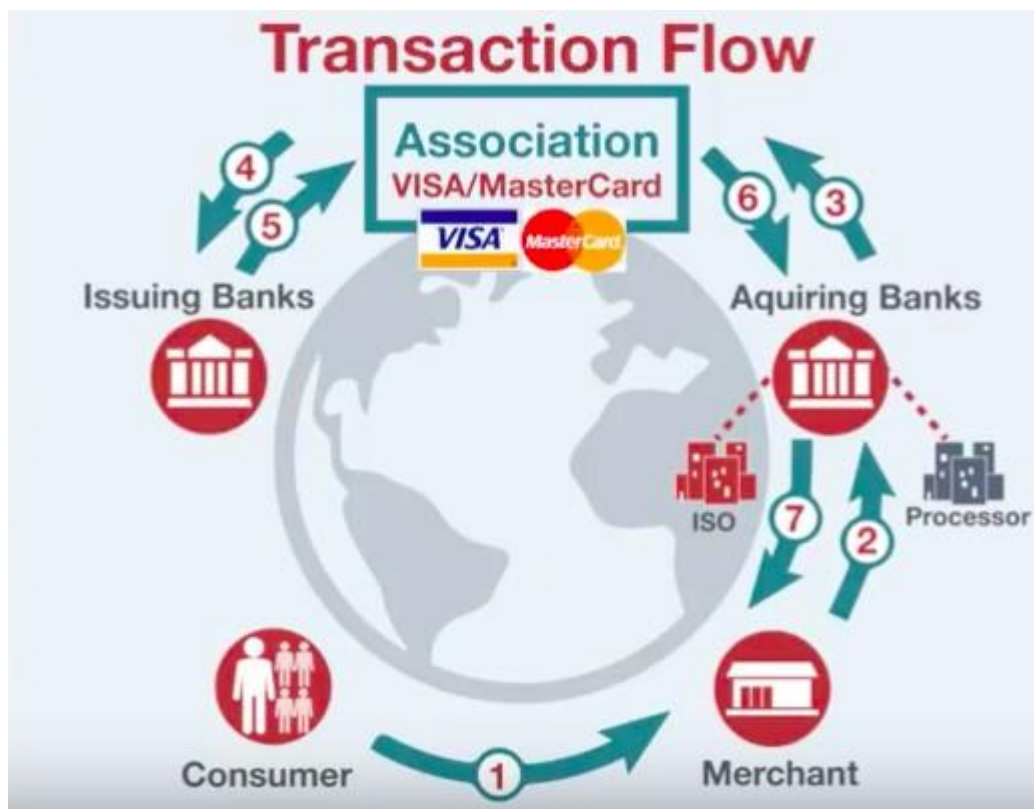 Transaction Flow
Association
VISA/MasterCard
VISA MasterCard
4
5
6
3
Issuing Banks
Aquiring Banks
ISO
Processor
7
2
Consumer
1
Merchant